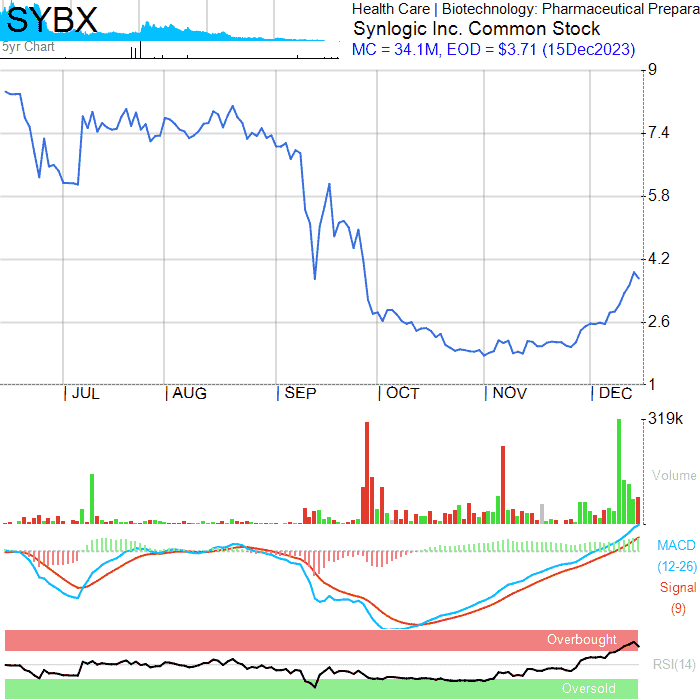 SYBX
5yr Chart
Health Care | Biotechnology: Pharmaceutical Prepara
Synlogic Inc. Common Stock
MC = 34.1M, EOD = $3.71 (15Dec2023)
9
7.4
5.8
4.2
2.6
1
JUL
AUG
SEP
OCT
NOV
DEC
319k
Volume
MACD
(12-26)
Signal
(9)
Overbought
RSI(14)
Oversold